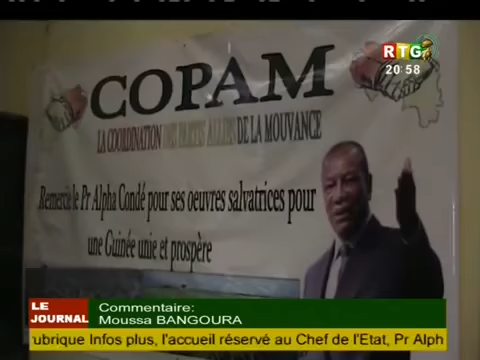 RTG
20:58
COPAM
LA COORDINATION DES PARTIS ALLIES DE LA MOUVANCE
Remercie le Pr Alpha Condé pour ses oeuvres salvatrices pour
une Guinée unie et prospère
LE
JOURNAL
Commentaire:
Moussa BANGOURA
rubrique Infos plus, l'accueil réservé au Chef de l'Etat, Pr Alph